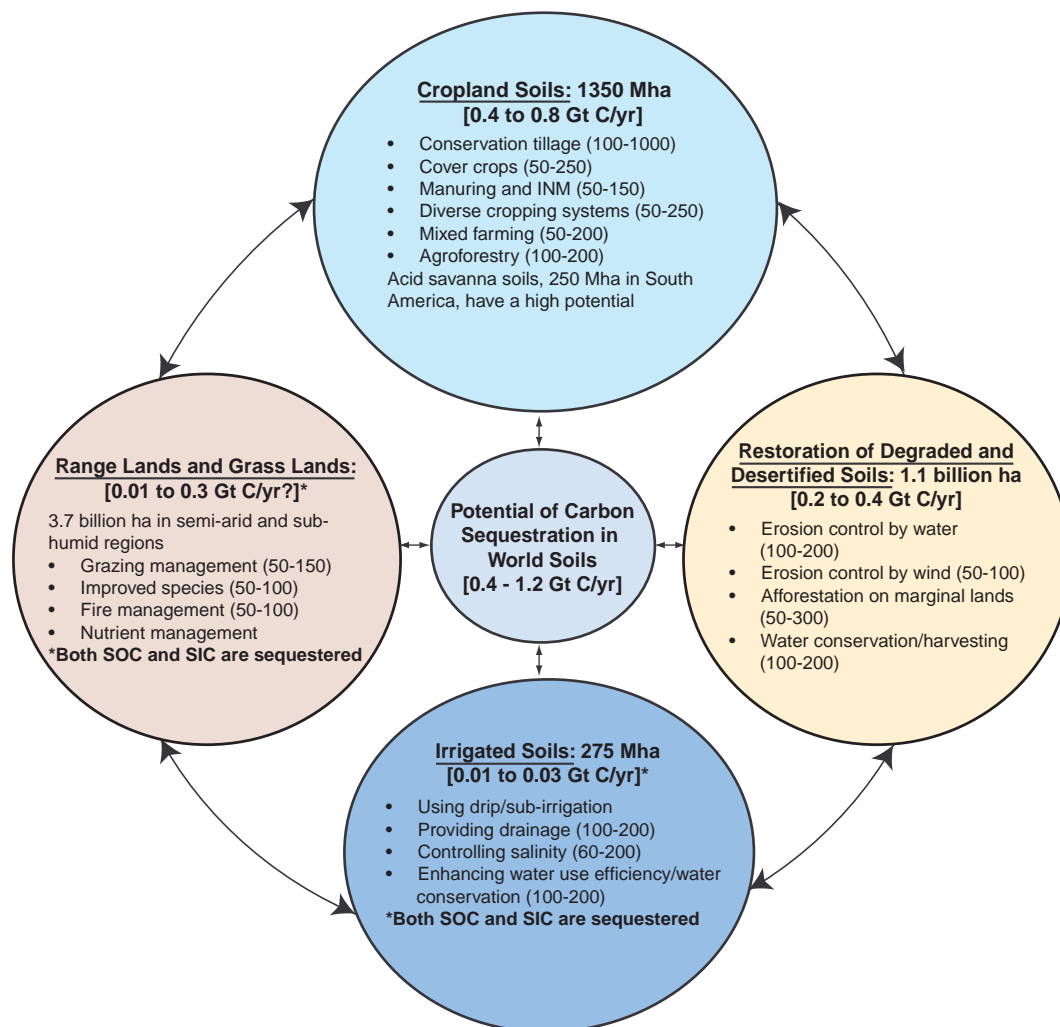 Cropland Soils: 1350 Mha
[0.4 to 0.8 Gt C/yr]
• Conservation tillage (100-1000)
• Cover crops (50-250)
• Manuring and INM (50-150)
• Diverse cropping systems (50-250)
• Mixed farming (50-200)
• Agroforestry (100-200)
Acid savanna soils, 250 Mha in South
America, have a high potential
Range Lands and Grass Lands:
[0.01 to 0.3 Gt C/yr?]*
3.7 billion ha in semi-arid and sub-
humid regions
• Grazing management (50-150)
• Improved species (50-100)
• Fire management (50-100)
• Nutrient management
*Both SOC and SIC are sequestered
Potential of Carbon
Sequestration in
World Soils
[0.4 - 1.2 Gt C/yr]
Restoration of Degraded and
Desertified Soils: 1.1 billion ha
[0.2 to 0.4 Gt C/yr]
• Erosion control by water
(100-200)
• Erosion control by wind (50-100)
• Afforestation on marginal lands
(50-300)
• Water conservation/harvesting
(100-200)
Irrigated Soils: 275 Mha
[0.01 to 0.03 Gt C/yr]*
• Using drip/sub-irrigation
• Providing drainage (100-200)
• Controlling salinity (60-200)
• Enhancing water use efficiency/water
conservation (100-200)
*Both SOC and SIC are sequestered